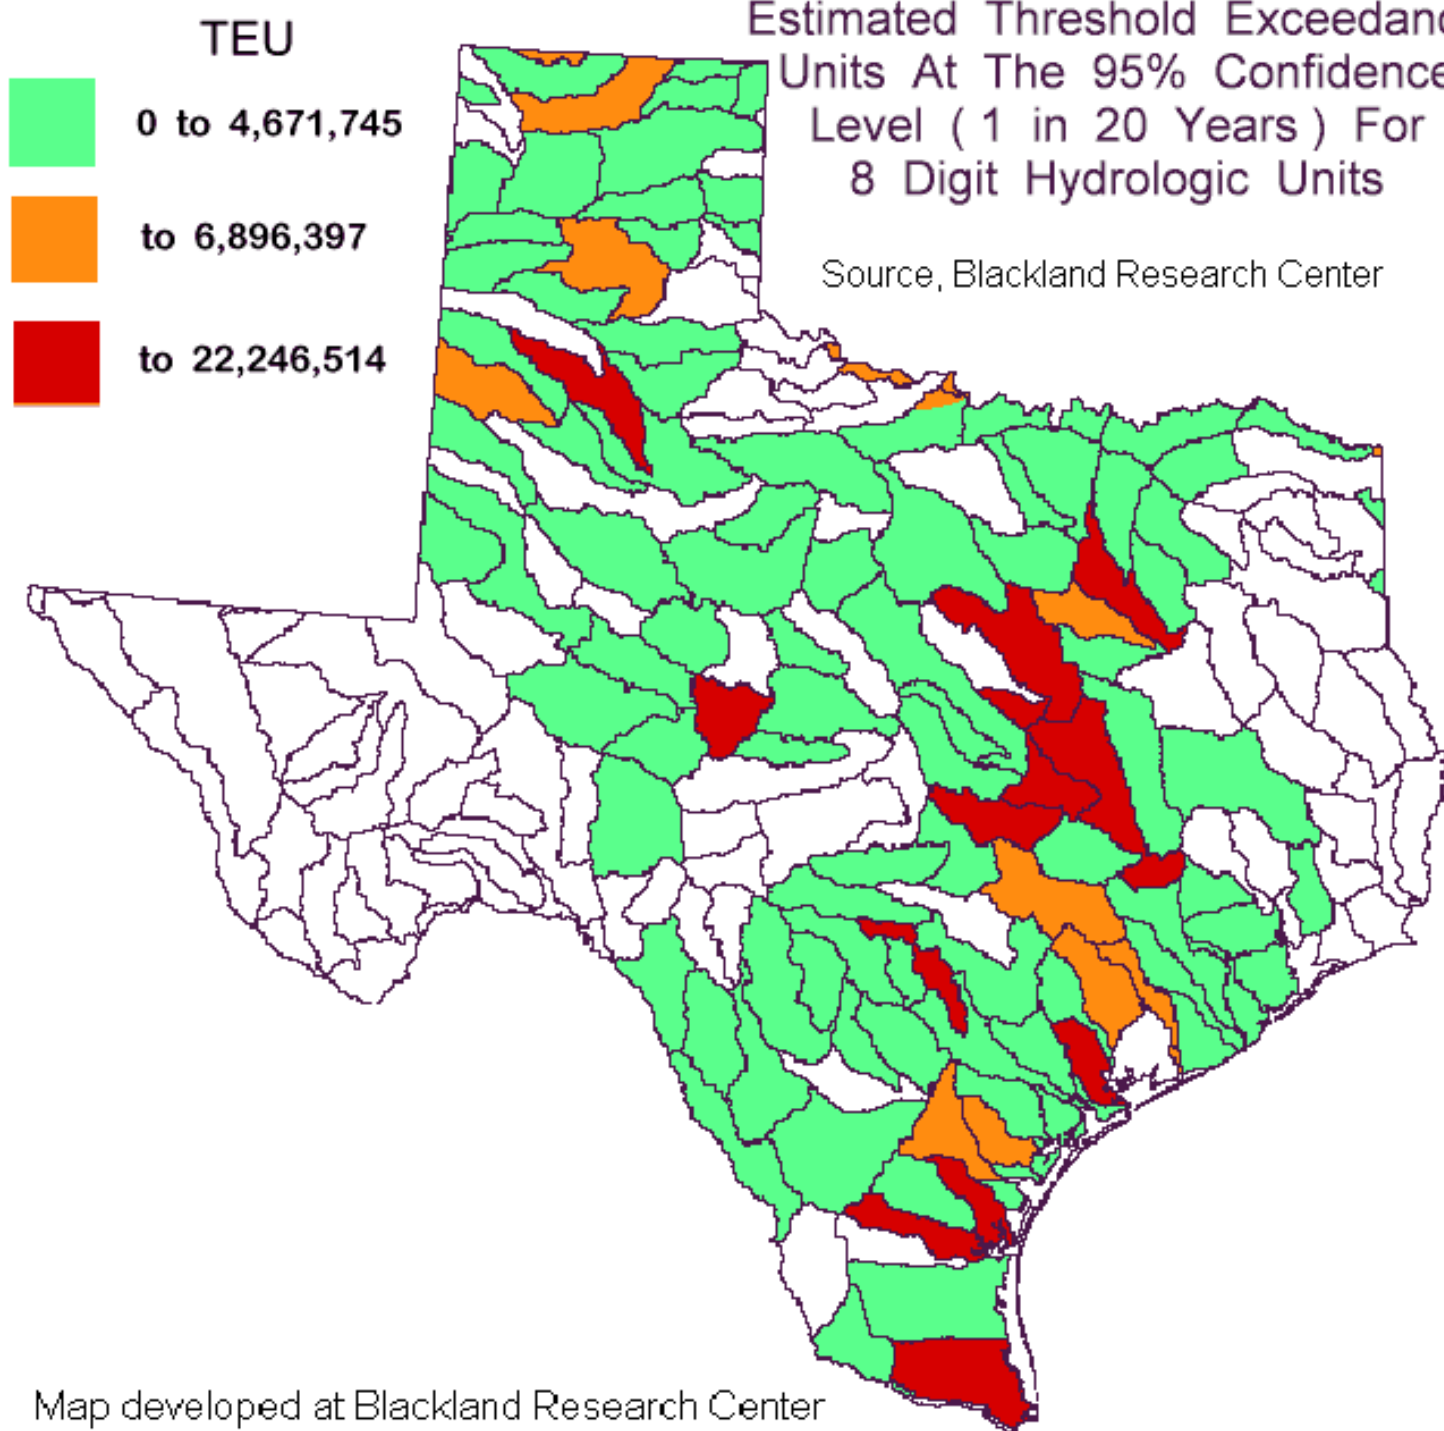 TEU
0 to 4,671,745
to 6,896,397
to 22,246,514
Estimated Threshold Exceedanc
Units At The 95% Confidence
Level ( 1 in 20 Years ) For
8 Digit Hydrologic Units
Source, Blackland Research Center
Map developed at Blackland Research Center